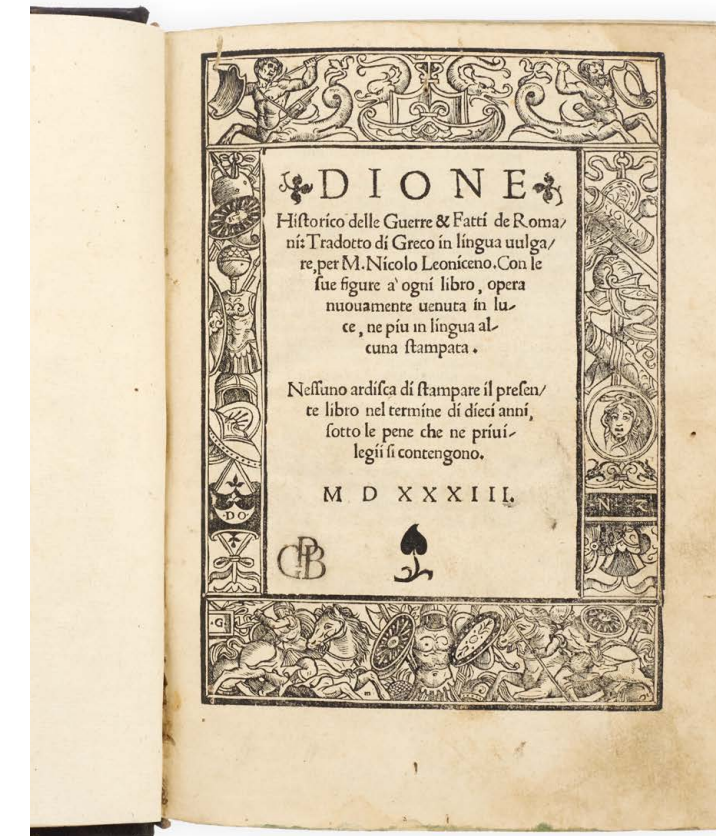 DIONE
Hiſtorico delle Guerre & Fatti de Roma/
ni: Tradotto di Greco in lingua uulga/
re, per M. Nicolo Leoniceno. Con le
ſue figure a` ogni libro, opera
nuouamente uenuta in lu-
ce, ne piu in lingua al-
cuna ſtampata.
Neſſuno ardiſca di ſtampare il preſen/
te libro nel termine di dieci anni,
ſotto le pene che ne priui-
legii ſi contengono.
M D XXXIII.
·DO·
·G·